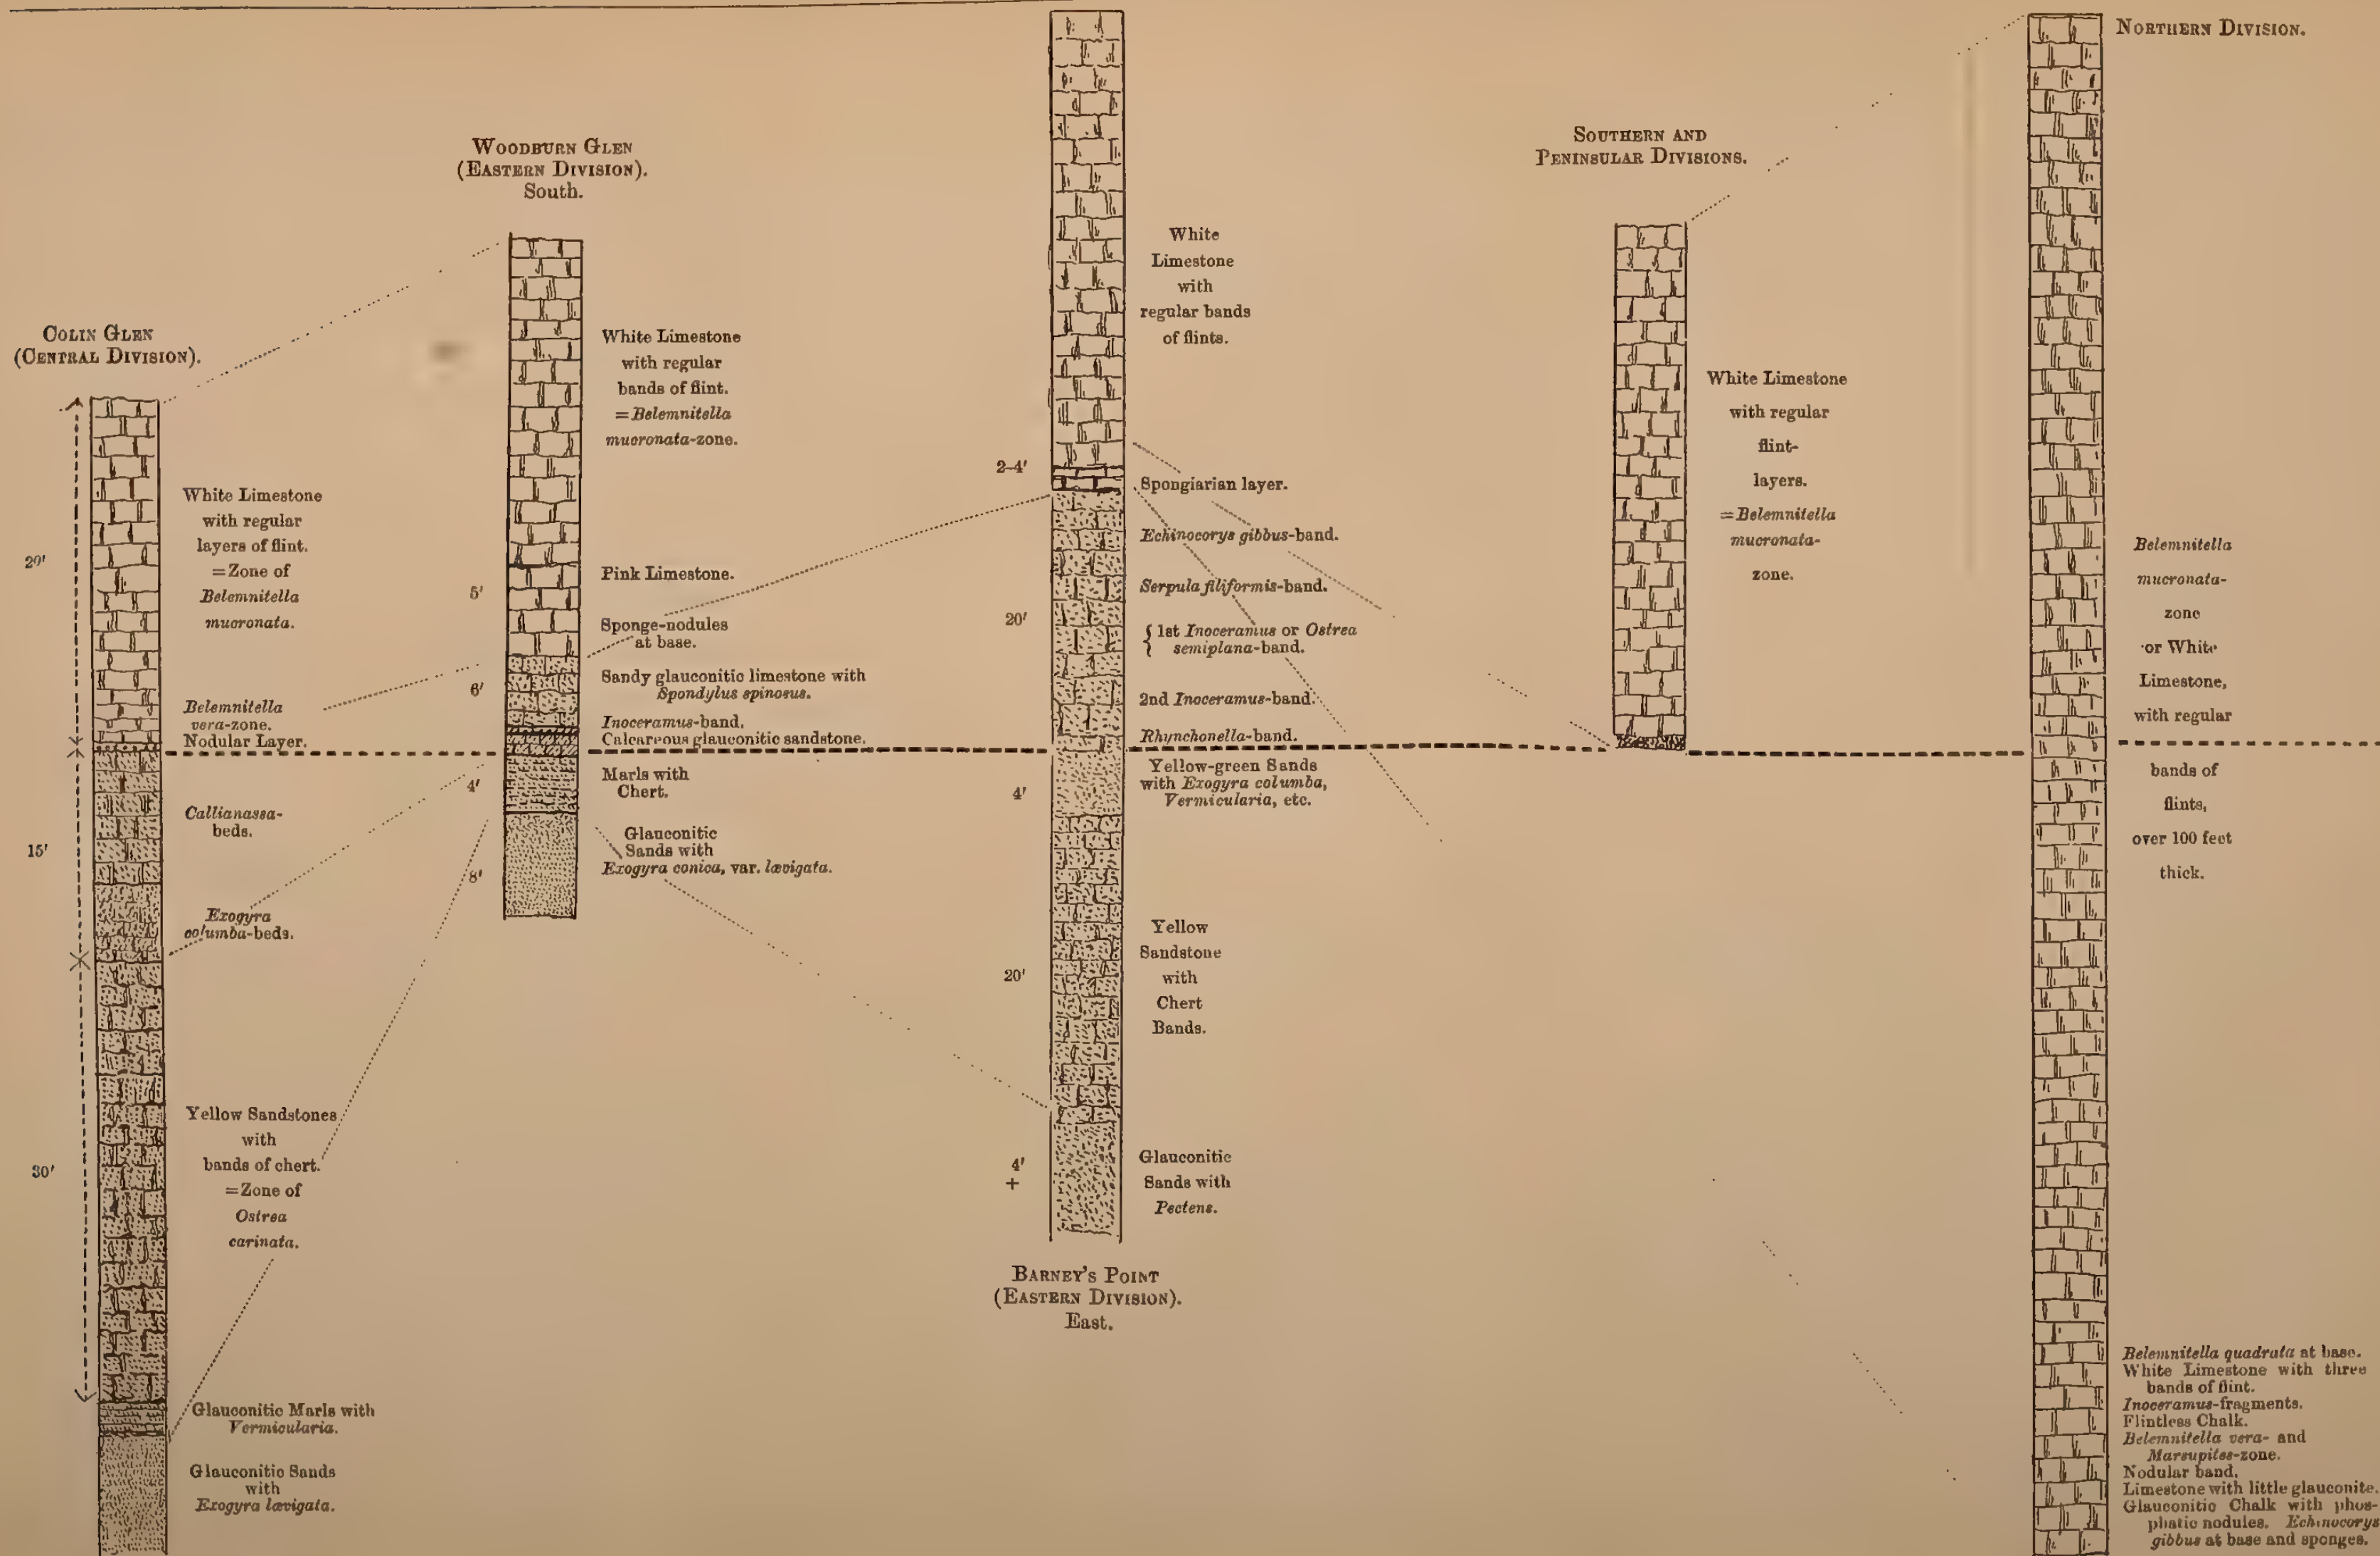 COLIN GLEN
(CENTRAL DIVISION).
20'
White Limestone
with regular
layers of flint.
=Zone of
Belemnitella
mucronata.
Belemnitella
vera-zone.
Nodular Layer.
15'
Callianassa-
beds.
Exogyra
columba-beds.
30'
Yellow Sandstones
with
bands of chert.
=Zone of
Ostrea
carinata.
Glauconitic Marls with
Vermicularia.
Glauconitic Sands
with
Exogyra lævigata.
WOODBURN GLEN
(EASTERN DIVISION).
South.
White Limestone
with regular
bands of flint.
=Belemnitella
mucronata-zone.
5'
Pink Limestone.
Sponge-nodules
at base.
6'
Sandy glauconitic limestone with
Spondylus spinosus.
Inoceramus-band.
Calcareous glauconitic sandstone.
4'
Marls with
Chert.
8'
Glauconitic
Sands with
Exogyra conica, var. lævigata.
White
Limestone
with
regular bands
of flints.
2-4'
Spongiarian layer.
Echinocorys gibbus-band.
Serpula filiformis-band.
20'
{ 1st Inoceramus or Ostrea
semiplana-band.
2nd Inoceramus-band.
Rhynchonella-band.
4'
Yellow-green Sands
with Exogyra columba,
Vermicularia, etc.
20'
Yellow
Sandstone
with
Chert
Bands.
4'
+
Glauconitic
Sands with
Pectens.
BARNEY'S POINT
(EASTERN DIVISION).
East.
SOUTHERN AND
PENINSULAR DIVISIONS.
White Limestone
with regular
flint-
layers.
=Belemnitella
mucronata-
zone.
NORTHERN DIVISION.
Belemnitella
mucronata-
zone
or White
Limestone,
with regular
bands of
flints,
over 100 feet
thick.
Belemnitella quadrata at base.
White Limestone with three
bands of flint.
Inoceramus-fragments.
Flintless Chalk.
Belemnitella vera- and
Marsupites-zone.
Nodular band.
Limestone with little glauconite.
Glauconitic Chalk with phos-
phatic nodules. Echinocorys
gibbus at base and sponges.